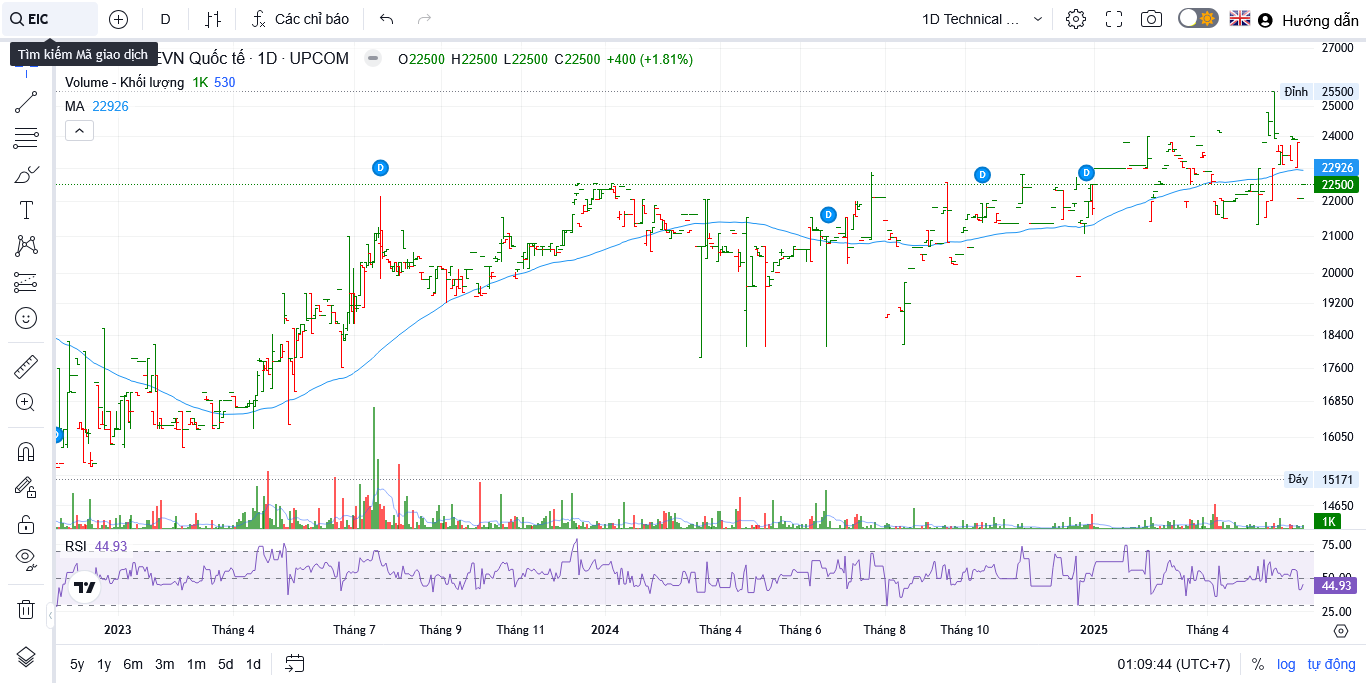 EIC D Các chỉ báo 1D Technical ... Hướng dẫn
Tìm kiếm Mã giao dịch
EVN Quốc tế · 1D · UPCOM O22500 H22500 L22500 C22500 +400 (+1.81%)
Volume - Khối lượng 1K 530
MA 22926
27000
Đỉnh 25500
25000
24000
22926
22500
22000
21000
20000
19200
18400
17600
16850
16050
Đáy 15171
14650
1K
D
D
D
D
RSI 44.93
75.00
50.00
44.93
25.00
2023 Tháng 4 Tháng 7 Tháng 9 Tháng 11 2024 Tháng 4 Tháng 6 Tháng 8 Tháng 10 2025 Tháng 4
5y 1y 6m 3m 1m 5d 1d 01:09:44 (UTC+7) % log tự động